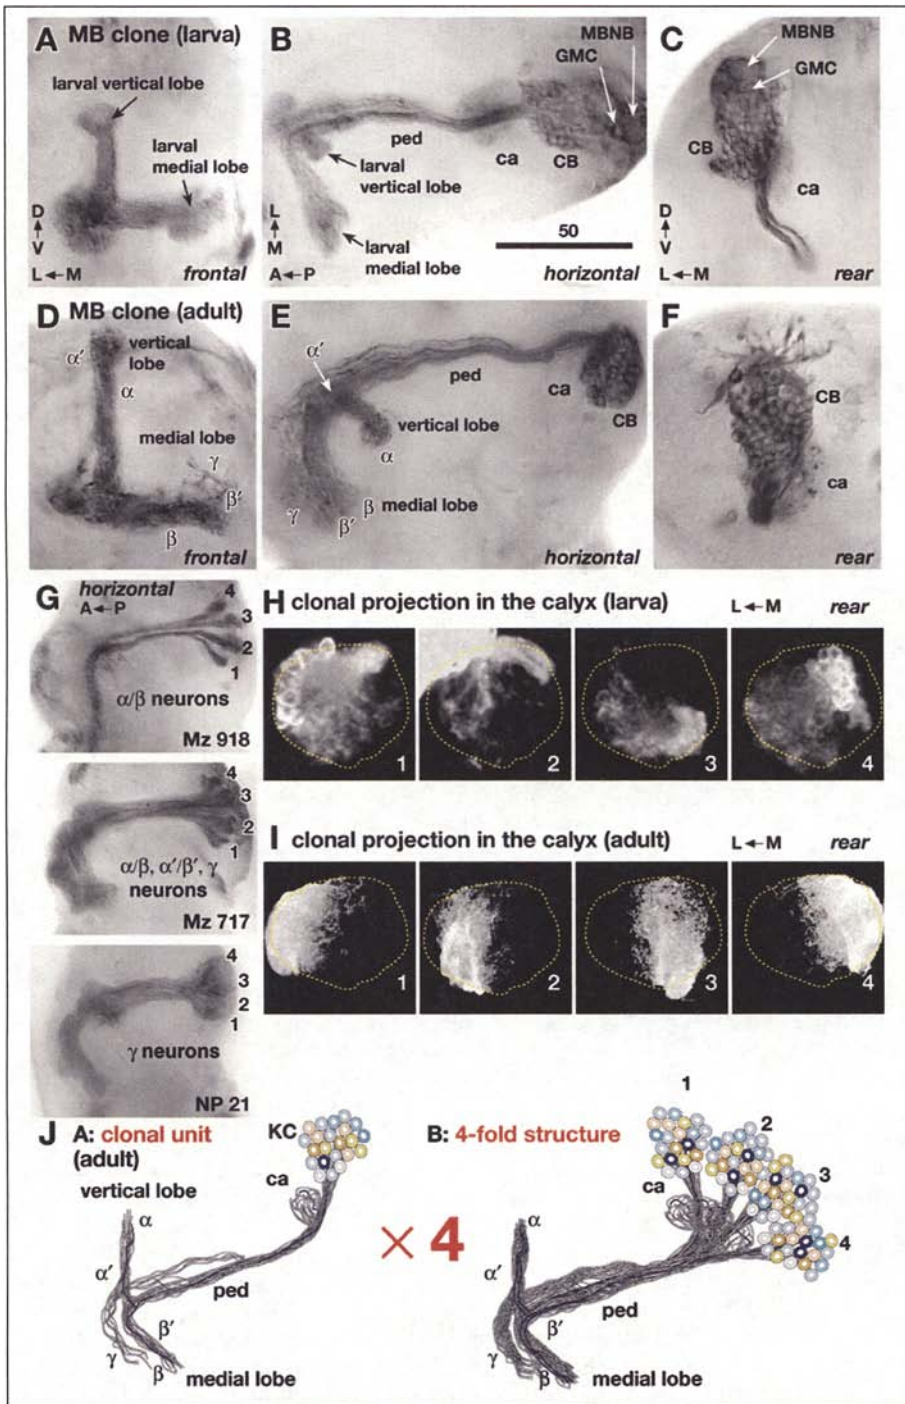 A MB clone (larva)
larval vertical lobe
larval
medial lobe
D
V
L ← M
frontal
B
MBNB
GMC
ped
larval
vertical lobe
ca
CB
L
M
larval
medial lobe
A ← P
50
horizontal
C
MBNB
GMC
CB
ca
D
V
L ← M
rear
D MB clone (adult)
α′
vertical
lobe
α
medial lobe
γ
β′
β
frontal
E
α′
ped
ca
CB
vertical lobe
α
γ
β′
β
medial lobe
horizontal
F
CB
ca
rear
G horizontal
A ← P
4
3
2
1
α/β neurons
Mz 918
4
3
2
1
α/β, α′/β′, γ
neurons
Mz 717
4
3
2
1
γ neurons
NP 21
H clonal projection in the calyx (larva) L ← M rear
1
2
3
4
I clonal projection in the calyx (adult) L ← M rear
1
2
3
4
J A: clonal unit
(adult)
KC
ca
vertical lobe
α
α′
ped
β′
γ
β
medial lobe
× 4
B: 4-fold structure
1
2
3
4
ca
α
α′
ped
β′
γ
β
medial lobe